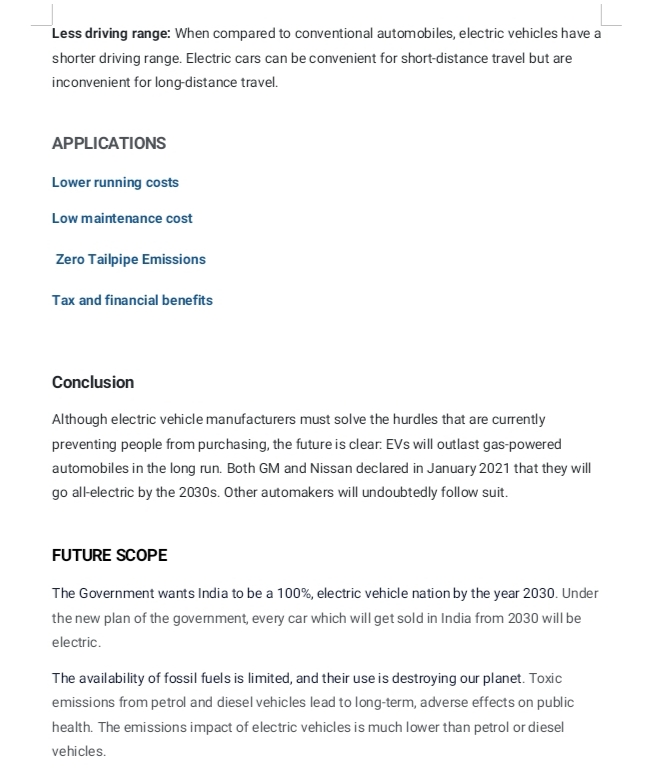 Less driving range: When compared to conventional automobiles, electric vehicles have a
shorter driving range. Electric cars can be convenient for short-distance travel but are
inconvenient for long-distance travel.
APPLICATIONS
Lower running costs
Low maintenance cost
Zero Tailpipe Emissions
Tax and financial benefits
Conclusion
Although electric vehicle manufacturers must solve the hurdles that are currently
preventing people from purchasing, the future is clear: EVs will outlast gas-powered
automobiles in the long run. Both GM and Nissan declared in January 2021 that they will
go all-electric by the 2030s. Other automakers will undoubtedly follow suit.
FUTURE SCOPE
The Government wants India to be a 100%, electric vehicle nation by the year 2030. Under
the new plan of the government, every car which will get sold in India from 2030 will be
electric.
The availability of fossil fuels is limited, and their use is destroying our planet. Toxic
emissions from petrol and diesel vehicles lead to long-term, adverse effects on public
health. The emissions impact of electric vehicles is much lower than petrol or diesel
vehicles.